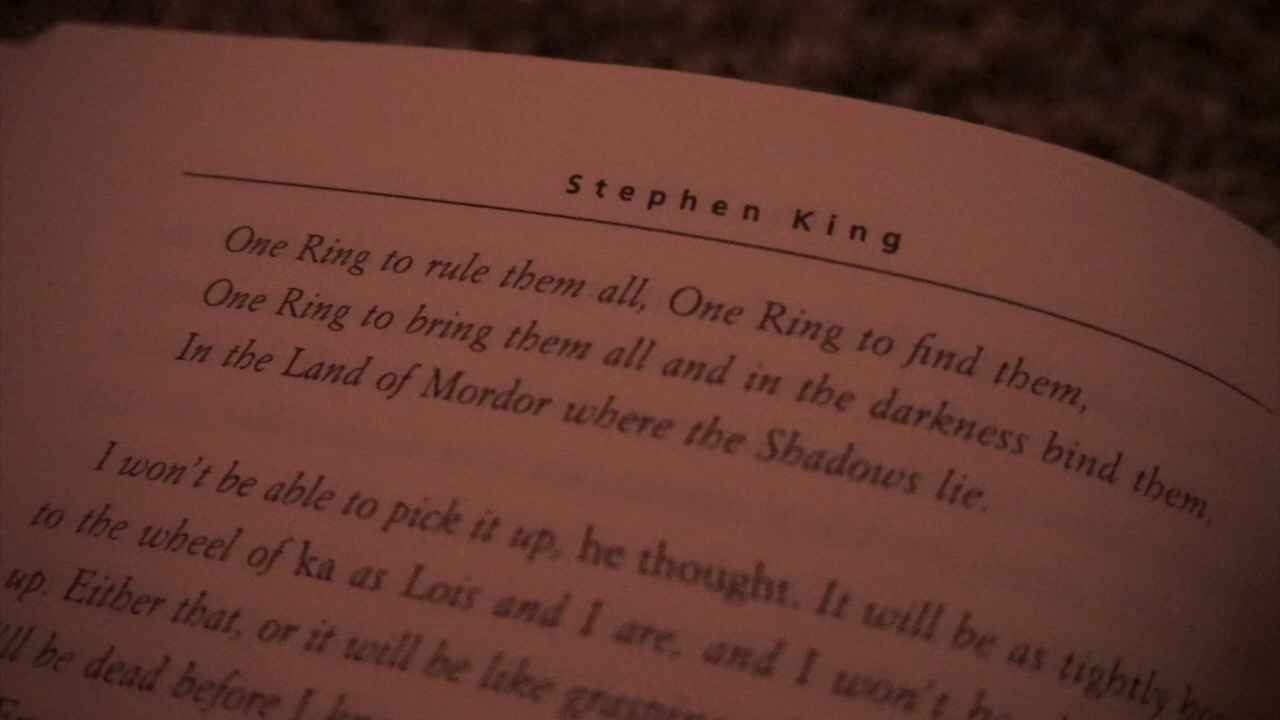 Stephen King
One Ring to rule them all, One Ring to find them,
One Ring to bring them all and in the darkness bind them,
In the Land of Mordor where the Shadows lie.
I won't be able to pick it up, he thought. It will be as tightly
to the wheel of ka as Lois and I are, and I won't be
up. Either that, or it will be like grasping
be dead before I